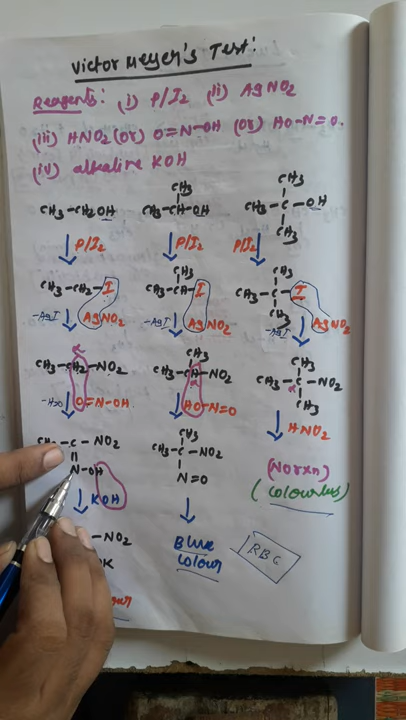 Victor Meyer's Test:
Reagents: (i) P/I2 (ii) AgNO2
(iii) HNO2 (or) O=N-OH (or) HO-N=O.
(iv) alkaline KOH
CH3 CH3
CH3-CH2OH CH3-CH-OH CH3-C-OH
CH3
P/I2 P/I2 P/I2
CH3 CH3
CH3-CH2-I CH3-CH-I CH3-C-I
CH3
-AgI AgNO2 -AgI AgNO2 -AgI AgNO2
α CH3 CH3
CH3-CH2-NO2 CH3-CH-NO2 CH3-C-NO2
α α CH3
-H2O O=N-OH HO-N=O HNO2
CH3
-C-NO2 CH3-C-NO2 (No rxn)
N-OH N=O (colourless)
KOH
-NO2 Blue RBG
OK colour